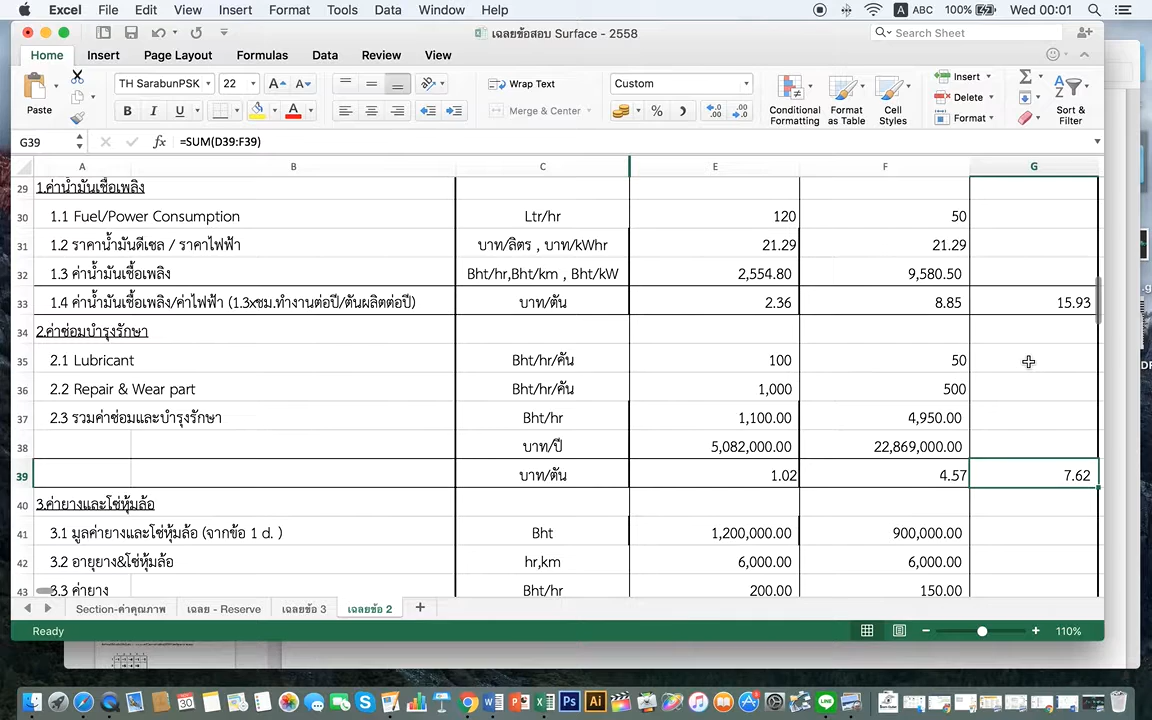 Excel File Edit View Insert Format Tools Data Window Help A ABC 100% Wed 00:01
เฉลยข้อสอบ Surface - 2558 Search Sheet
Home Insert Page Layout Formulas Data Review View
Paste TH SarabunPSK 22 A A Wrap Text Custom Conditional Formatting Format as Table Cell Styles Insert Sort & Filter
B I U A Merge & Center % Delete
Format
G39 fx =SUM(D39:F39)
A B C E F G
29 1.ค่าน้ำมันเชื้อเพลิง
30 1.1 Fuel/Power Consumption Ltr/hr 120 50
31 1.2 ราคาน้ำมันดีเซล / ราคาไฟฟ้า บาท/ลิตร , บาท/kWhr 21.29 21.29
32 1.3 ค่าน้ำมันเชื้อเพลิง Bht/hr,Bht/km , Bht/kW 2,554.80 9,580.50
33 1.4 ค่าน้ำมันเชื้อเพลิง/ค่าไฟฟ้า (1.3xชม.ทำงานต่อปี/ตันผลิตต่อปี) บาท/ตัน 2.36 8.85 15.93
34 2.ค่าซ่อมบำรุงรักษา
35 2.1 Lubricant Bht/hr/คัน 100 50
36 2.2 Repair & Wear part Bht/hr/คัน 1,000 500
37 2.3 รวมค่าซ่อมและบำรุงรักษา Bht/hr 1,100.00 4,950.00
38 บาท/ปี 5,082,000.00 22,869,000.00
39 บาท/ตัน 1.02 4.57 7.62
40 3.ค่ายางและโซ่หุ้มล้อ
41 3.1 มูลค่ายางและโซ่หุ้มล้อ (จากข้อ 1 d. ) Bht 1,200,000.00 900,000.00
42 3.2 อายุยาง&โซ่หุ้มล้อ hr,km 6,000.00 6,000.00
43 3.3 ค่ายาง Bht/hr 200.00 150.00
Section-ค่าคุณภาพ เฉลย - Reserve เฉลยข้อ 3 เฉลยข้อ 2 +
Ready 110%